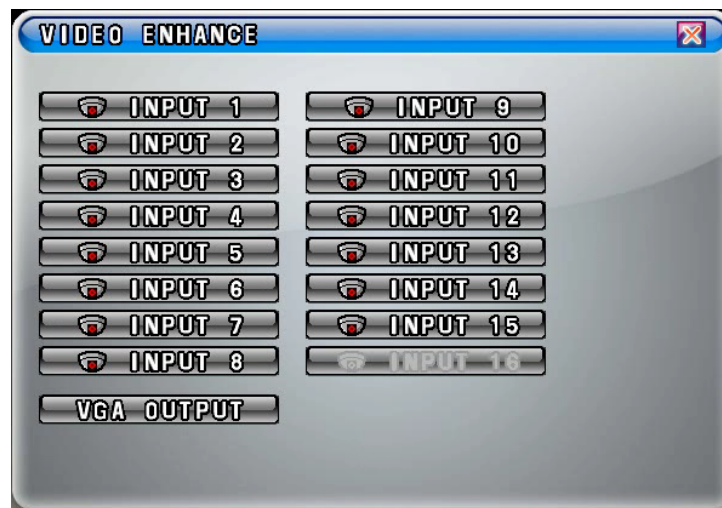 VIDEO ENHANCE
INPUT 1
INPUT 2
INPUT 3
INPUT 4
INPUT 5
INPUT 6
INPUT 7
INPUT 8
VGA OUTPUT
INPUT 9
INPUT 10
INPUT 11
INPUT 12
INPUT 13
INPUT 14
INPUT 15
INPUT 16